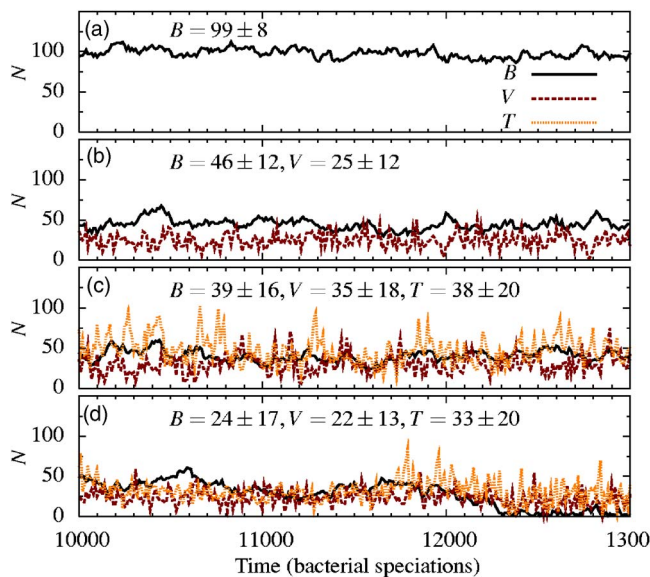 (a) B = 99 ± 8
100
50
0
N
B
V
T
(b) B = 46 ± 12, V = 25 ± 12
100
50
0
N
(c) B = 39 ± 16, V = 35 ± 18, T = 38 ± 20
100
50
0
N
(d) B = 24 ± 17, V = 22 ± 13, T = 33 ± 20
100
50
0
N
10000 11000 12000 1300
Time (bacterial speciations)